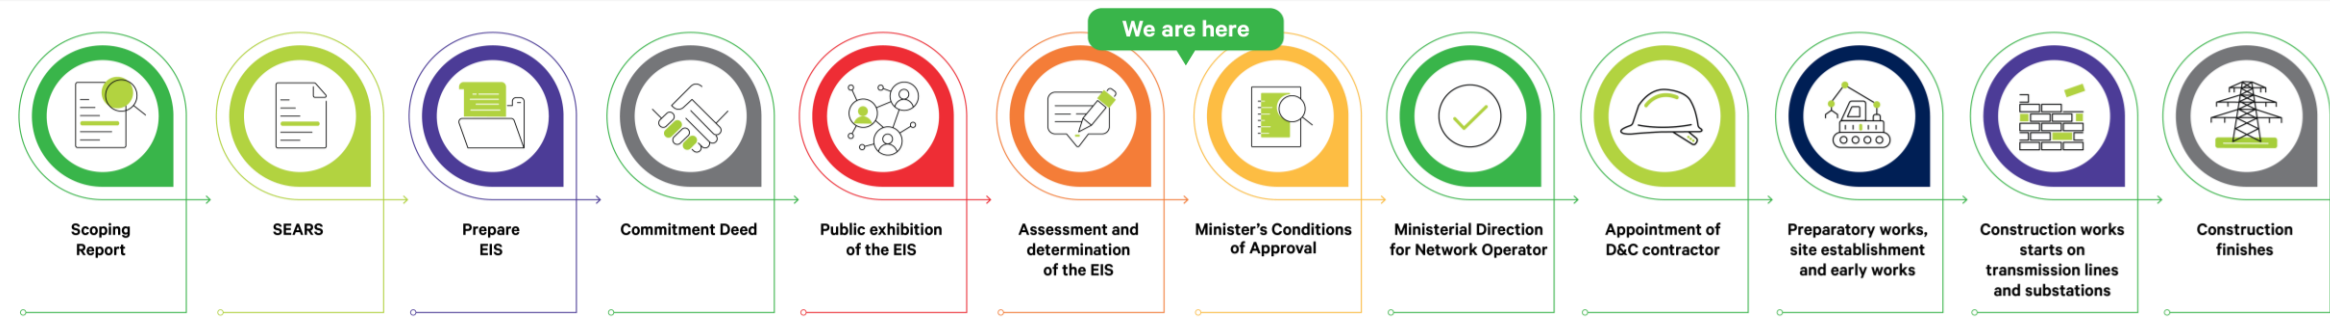 We are here
Scoping
Report
SEARS
Prepare
EIS
Commitment Deed
Public exhibition
of the EIS
Assessment and
determination
of the EIS
Minister's Conditions
of Approval
Ministerial Direction
for Network Operator
Appointment of
D&C contractor
Preparatory works,
site establishment
and early works
Construction works
starts on
transmission lines
and substations
Construction
finishes